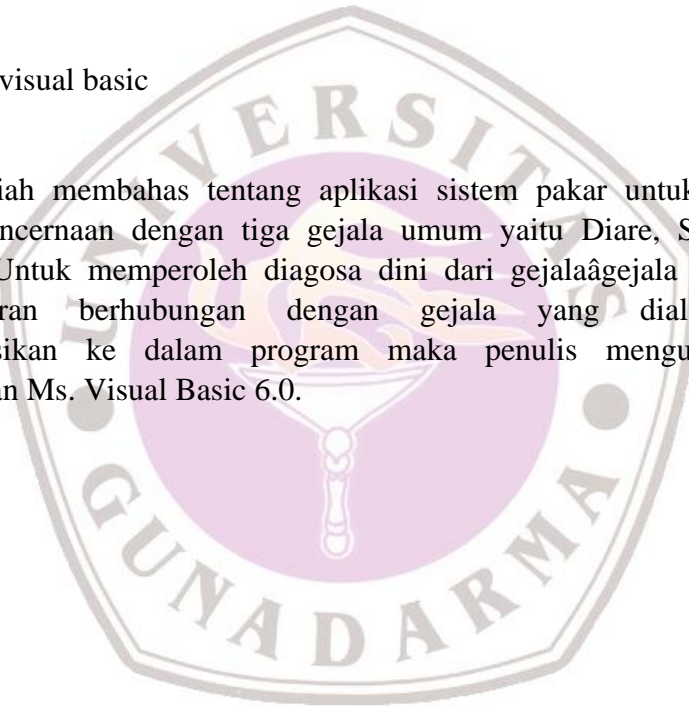 visual basic
iah membahas tentang aplikasi sistem pakar untuk
ncernaan dengan tiga gejala umum yaitu Diare, S
Untuk memperoleh diagosa dini dari gejalaâgejala
ran berhubungan dengan gejala yang dial
sikan ke dalam program maka penulis mengu
n Ms. Visual Basic 6.0.
UNIVERSITAS
GUNADARMA